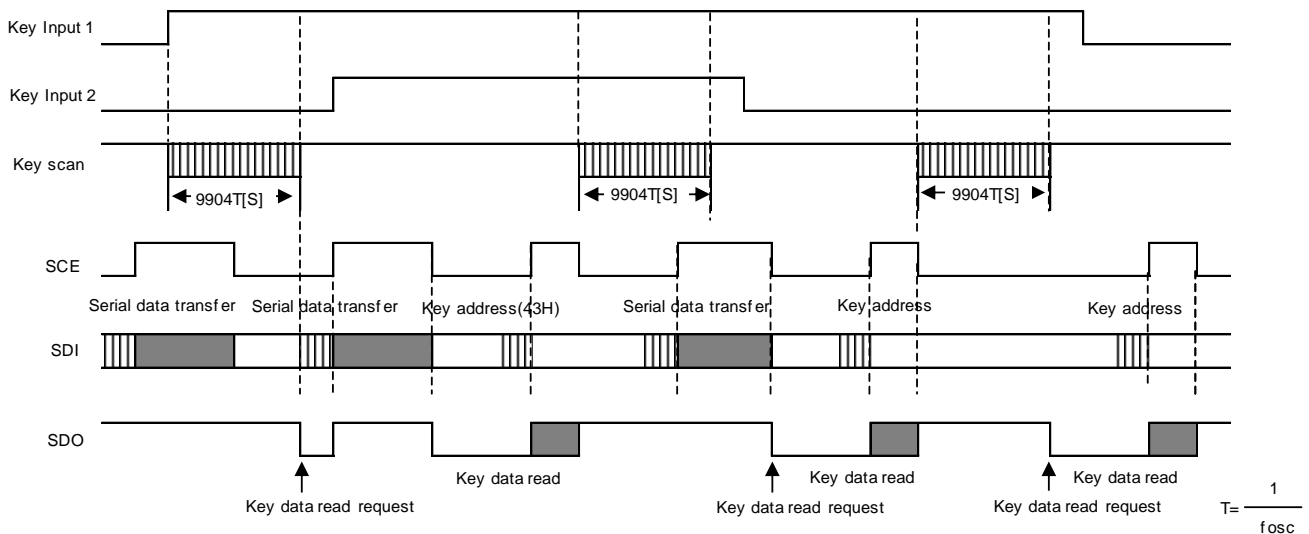 Key Input 1
Key Input 2
Key scan
9904T[S] 9904T[S] 9904T[S]
SCE
Serial data transfer Serial data transfer Key address(43H) Serial data transfer Key address Key address
SDI
SDO
Key data read Key data read Key data read
Key data read request Key data read request Key data read request
T= 1
fosc